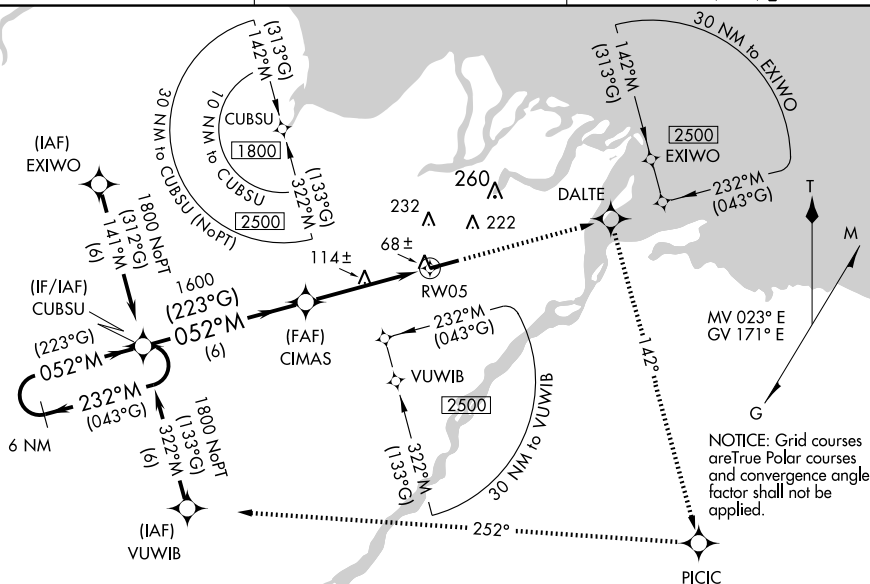 (313°G)
142°M
30 NM to CUBSU (NoPT)
10 NM to CUBSU
CUBSU
1800
2500
322°M
(133°G)
30 NM to EXIWO
142°M
(313°G)
2500
EXIWO
232°M
(043°G)
(IAF)
EXIWO
1800 NoPT
(312°G)
141°M
(6)
260
232
222
DALTE
T
M
114±
68±
RW05
(IF/IAF)
CUBSU
1600
(223°G)
052°M
(6)
(FAF)
CIMAS
MV 023° E
GV 171° E
(223°G)
052°M
232°M
(043°G)
6 NM
232°M
(043°G)
VUWIB
2500
322°M
(133°G)
30 NM to VUWIB
142°
G
NOTICE: Grid courses
areTrue Polar courses
and convergence angle
factor shall not be
applied.
1800 NoPT
(133°G)
322°M
(6)
(IAF)
VUWIB
252°
PICIC